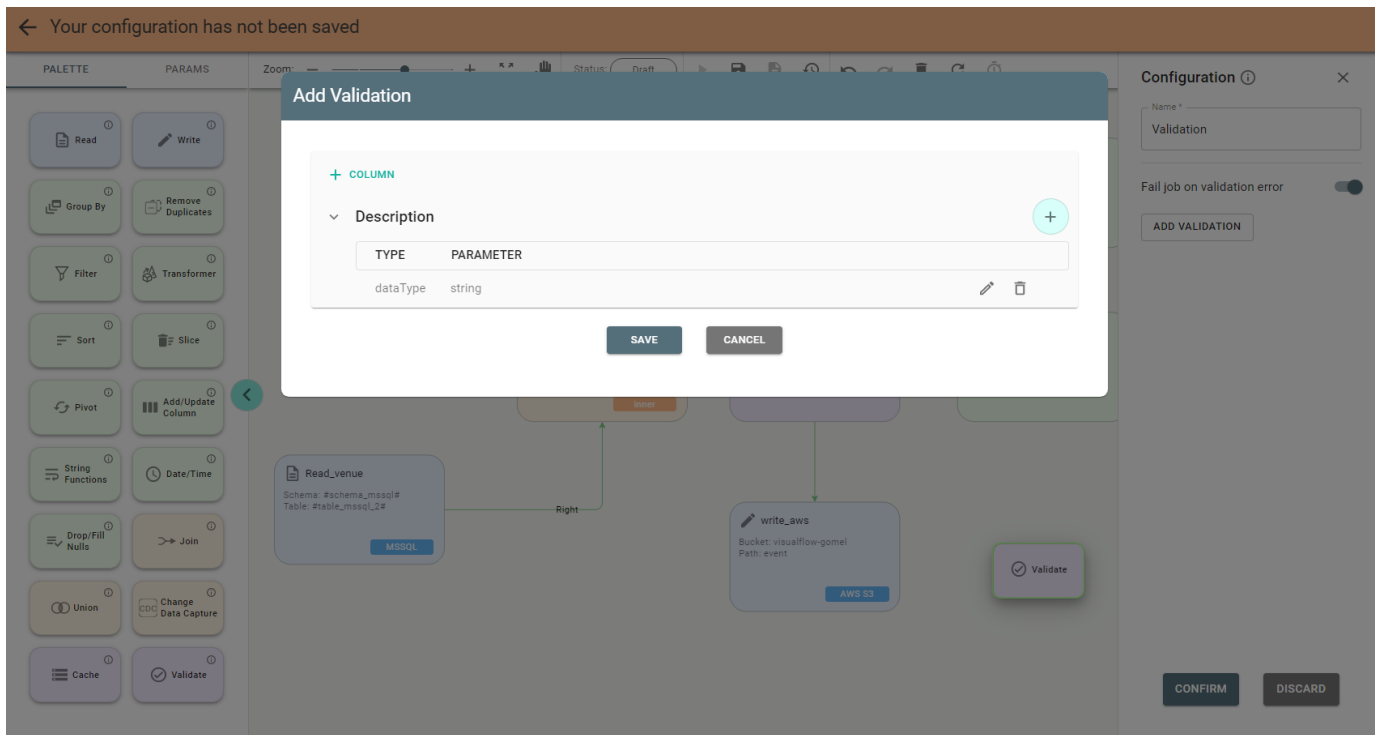 Your configuration has not been saved
PALETTE
PARAMS
Zoom:
Status: Draft
Read
Write
Group By
Remove
Duplicates
Filter
Transformer
Sort
Slice
Pivot
Add/Update
Column
String
Functions
Date/Time
Drop/Fill
Nulls
Join
Union
CDC
Change
Data Capture
Cache
Validate
Add Validation
+ COLUMN
Description
TYPE PARAMETER
dataType string
SAVE
CANCEL
inner
Read_venue
Schema: #schema_mssql#
Table: #table_mssql_2#
MSSQL
Right
write_aws
Bucket: visualflow-gomel
Path: event
AWS S3
Validate
Configuration
Name *
Validation
Fail job on validation error
ADD VALIDATION
CONFIRM
DISCARD